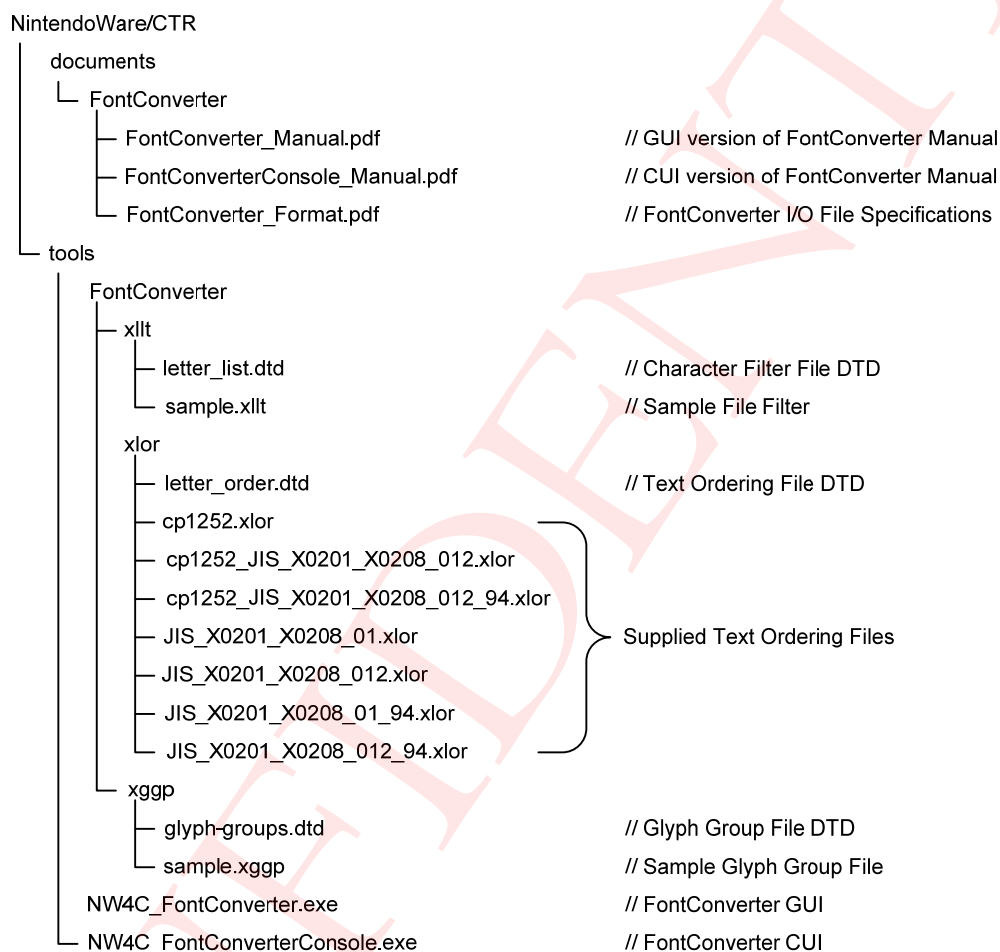 NintendoWare/CTR
documents
FontConverter
FontConverter_Manual.pdf // GUI version of FontConverter Manual
FontConverterConsole_Manual.pdf // CUI version of FontConverter Manual
FontConverter_Format.pdf // FontConverter I/O File Specifications
tools
FontConverter
xllt
letter_list.dtd // Character Filter File DTD
sample.xllt // Sample File Filter
xlor
letter_order.dtd // Text Ordering File DTD
cp1252.xlor
cp1252_JIS_X0201_X0208_012.xlor
cp1252_JIS_X0201_X0208_012_94.xlor
JIS_X0201_X0208_01.xlor Supplied Text Ordering Files
JIS_X0201_X0208_012.xlor
JIS_X0201_X0208_01_94.xlor
JIS_X0201_X0208_012_94.xlor
xggp
glyph-groups.dtd // Glyph Group File DTD
sample.xggp // Sample Glyph Group File
NW4C_FontConverter.exe // FontConverter GUI
NW4C_FontConverterConsole.exe // FontConverter CUI